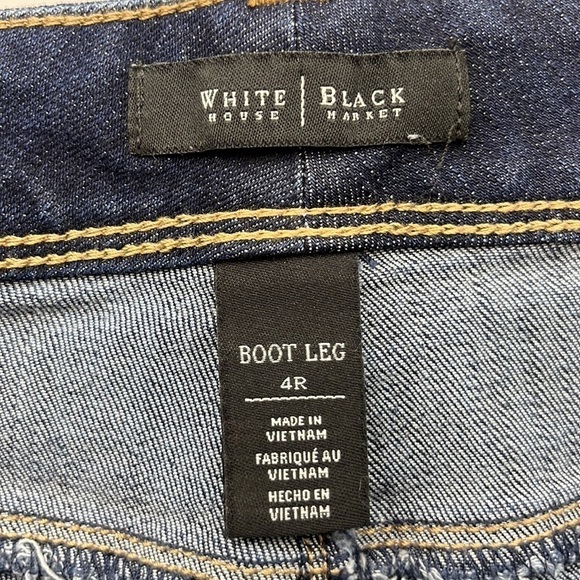 WHITE | BLACK
HOUSE | MARKET
BOOT LEG
4R
MADE IN
VIETNAM
FABRIQUÉ AU
VIETNAM
HECHO EN
VIETNAM